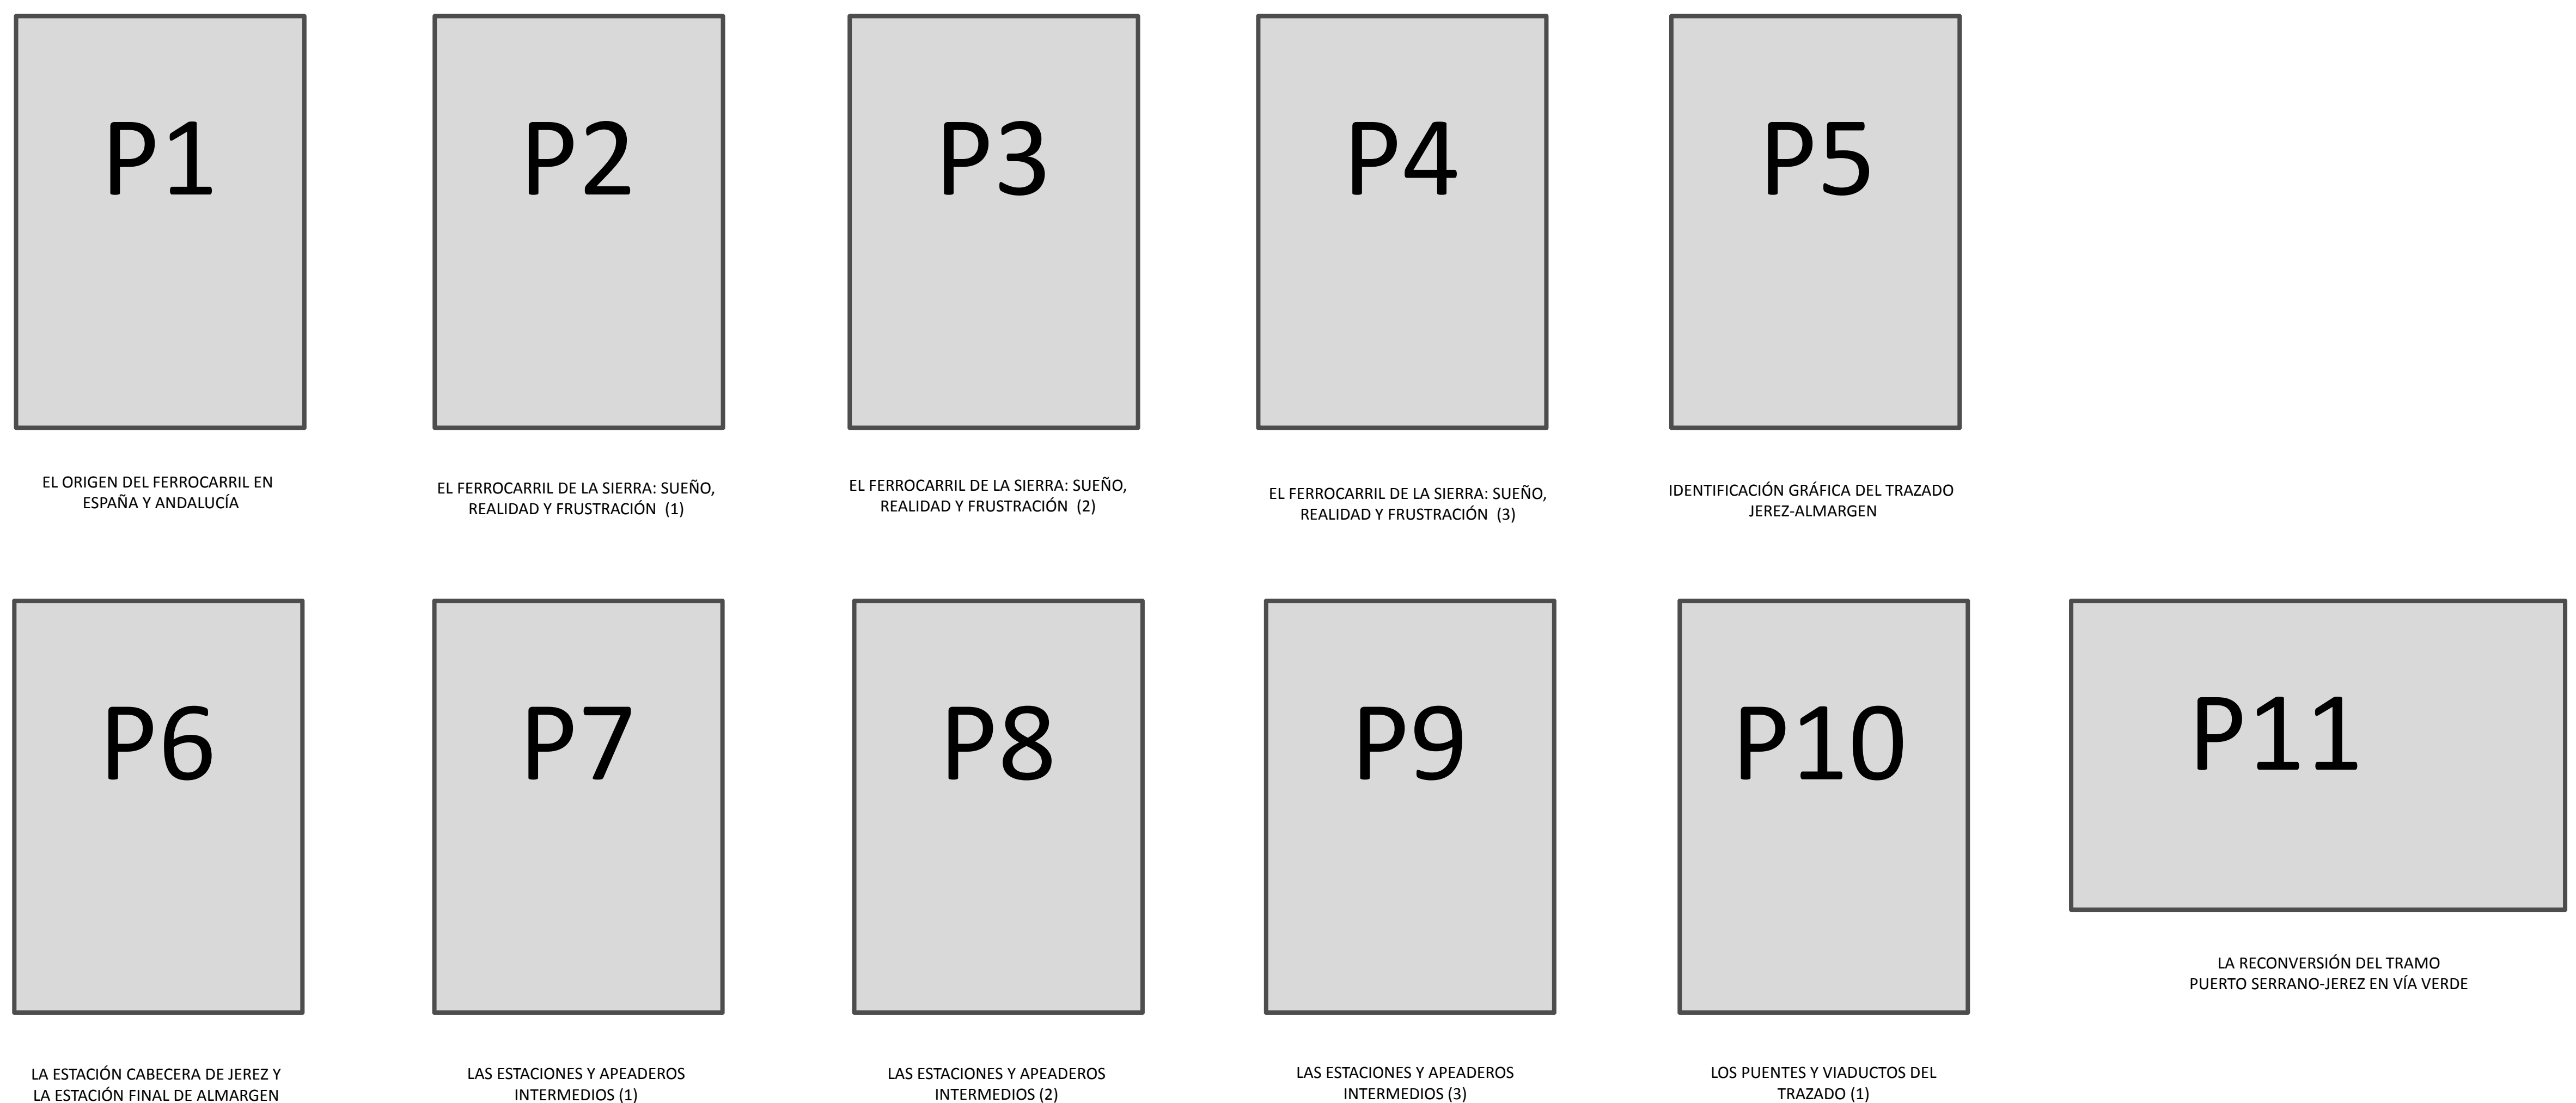 P1
EL ORIGEN DEL FERROCARRIL EN
ESPAÑA Y ANDALUCÍA
P2
EL FERROCARRIL DE LA SIERRA: SUEÑO,
REALIDAD Y FRUSTRACIÓN (1)
P3
EL FERROCARRIL DE LA SIERRA: SUEÑO,
REALIDAD Y FRUSTRACIÓN (2)
P4
EL FERROCARRIL DE LA SIERRA: SUEÑO,
REALIDAD Y FRUSTRACIÓN (3)
P5
IDENTIFICACIÓN GRÁFICA DEL TRAZADO
JEREZ-ALMARGEN
P6
LA ESTACIÓN CABECERA DE JEREZ Y
LA ESTACIÓN FINAL DE ALMARGEN
P7
LAS ESTACIONES Y APEADEROS
INTERMEDIOS (1)
P8
LAS ESTACIONES Y APEADEROS
INTERMEDIOS (2)
P9
LAS ESTACIONES Y APEADEROS
INTERMEDIOS (3)
P10
LOS PUENTES Y VIADUCTOS DEL
TRAZADO (1)
P11
LA RECONVERSIÓN DEL TRAMO
PUERTO SERRANO-JEREZ EN VÍA VERDE